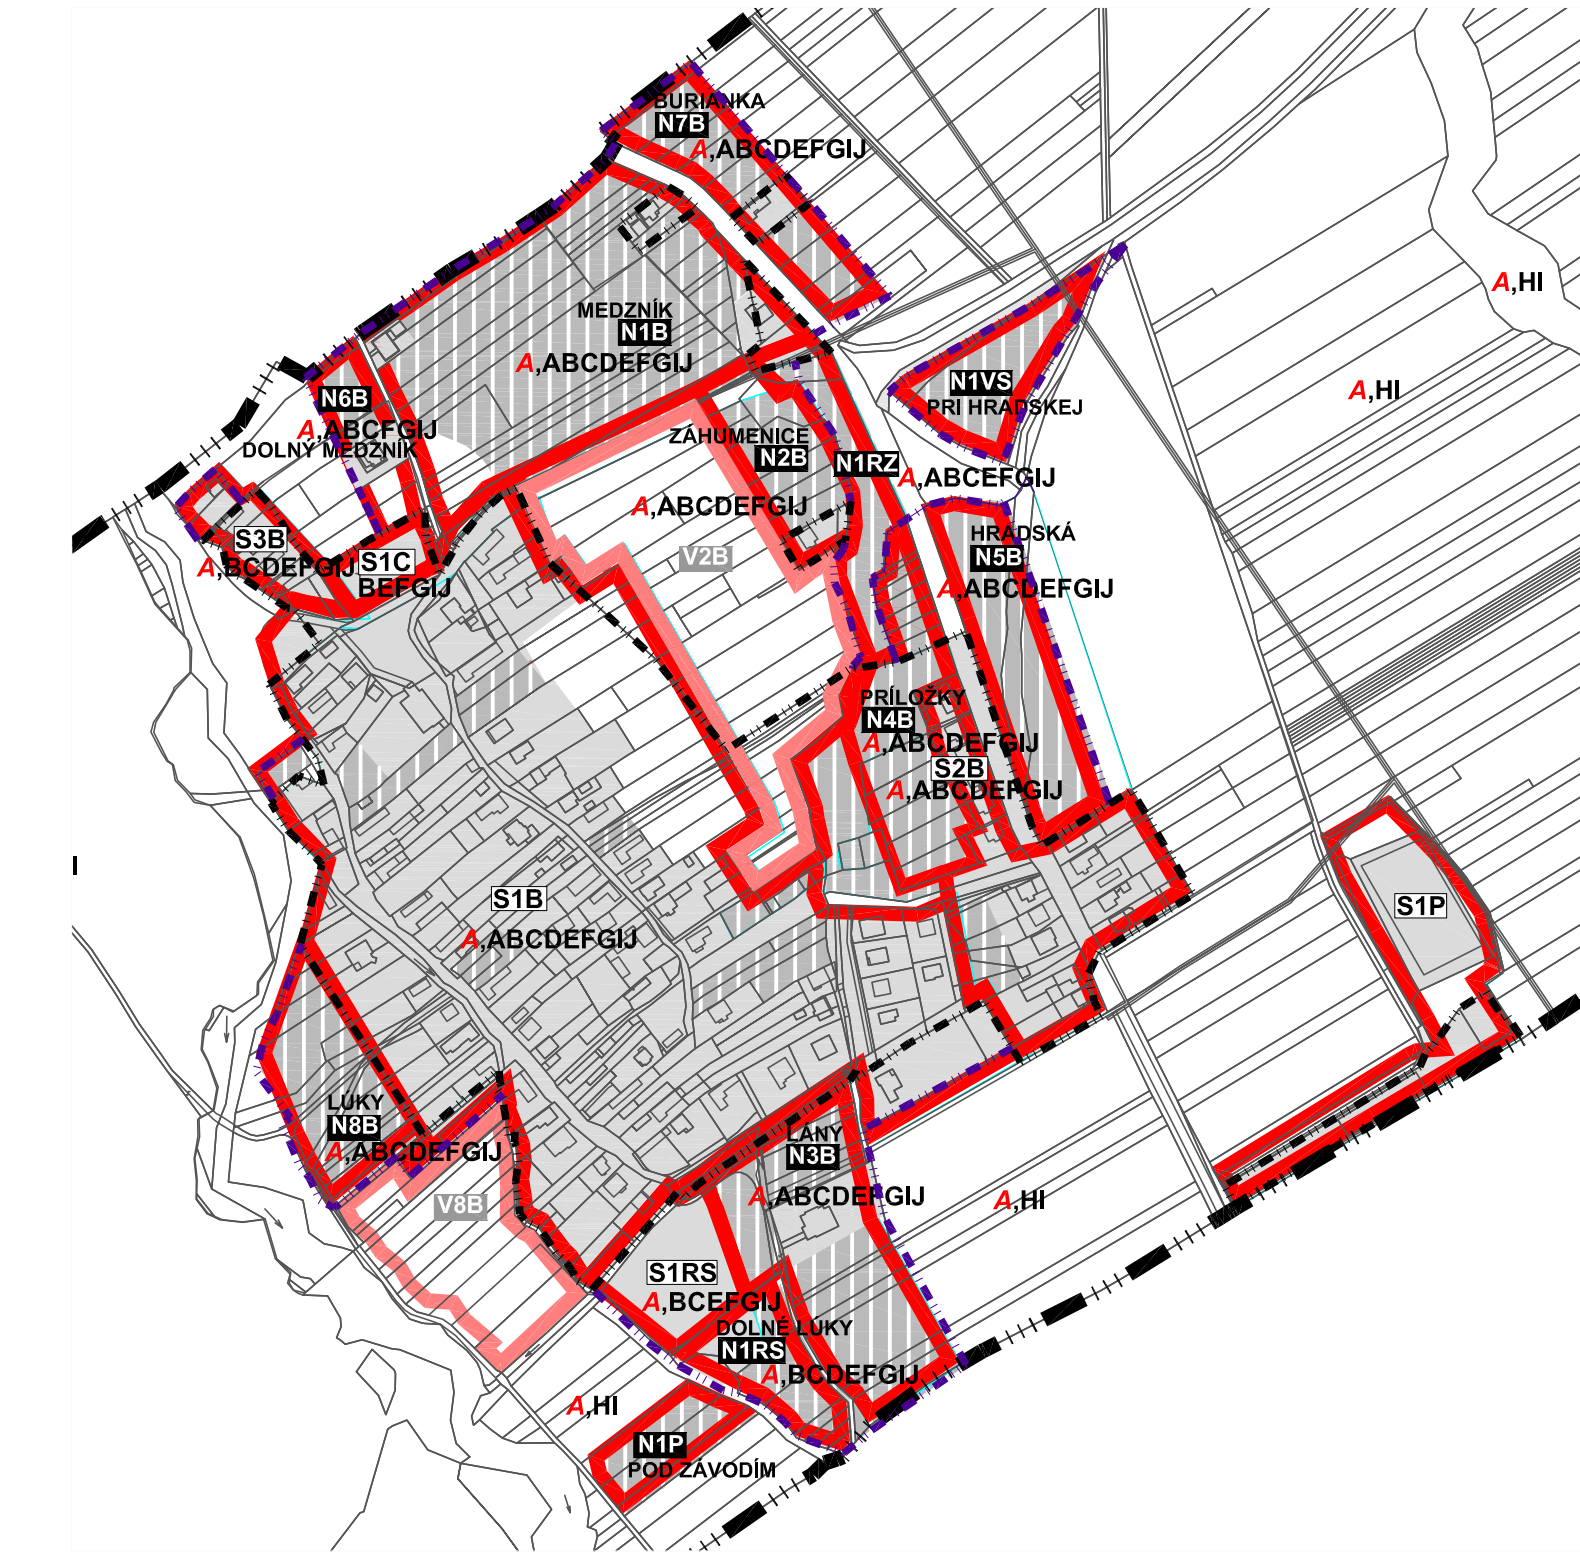 BURIANKA
N7B
A,ABCDEFGIJ
A,HI
MEDZNÍK
N1B
A,ABCDEFGIJ
N1VS
PRI HRADSKEJ
A,HI
N6B
A,ABCFGIJ
DOLNÝ MEDZNÍK
ZÁHUMENICE
N2B
N1RZ
A,ABCEFGIJ
A,ABCDEFGIJ
HRADSKÁ
N5B
A,ABCDEFGIJ
S3B
A,BCDEFGIJ
S1C
BEFGIJ
V2B
PRÍLOŽKY
N4B
A,ABCDEFGIJ
S2B
A,ABCDEFGIJ
I
S1B
A,ABCDEFGIJ
S1P
LÚKY
N8B
A,ABCDEFGIJ
LÁNY
N3B
A,ABCDEFGIJ
A,HI
V8B
S1RS
A,BCEFGIJ
DOLNÉ LÚKY
N1RS
A,BCDEFGIJ
A,HI
N1P
POD ZÁVODÍM